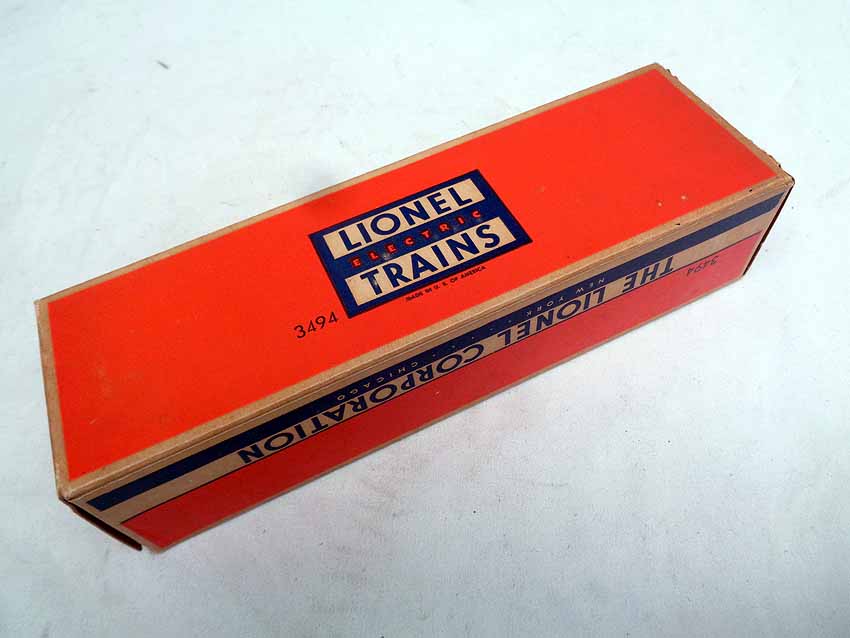 LIONEL
ELECTRIC
TRAINS
MADE IN U. S. OF AMERICA
3494
3494
THE LIONEL CORPORATION
NEW YORK . . . . . CHICAGO